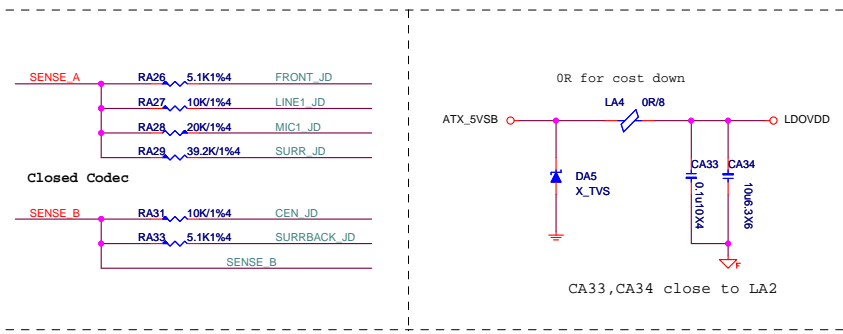 SENSE_A
RA26 5.1K1%4 FRONT_JD
RA27 10K/1%4 LINE1_JD
RA28 20K/1%4 MIC1_JD
RA29 39.2K/1%4 SURR_JD
Closed Codec
SENSE_B
RA31 10K/1%4 CEN_JD
RA33 5.1K1%4 SURRBACK_JD
SENSE_B
0R for cost down
LA4 0R/8
ATX_5VSB
LDOVDD
DA5
X_TVS
CA33
0.1u10X4
CA34
10u6.3X6
F
CA33,CA34 close to LA2